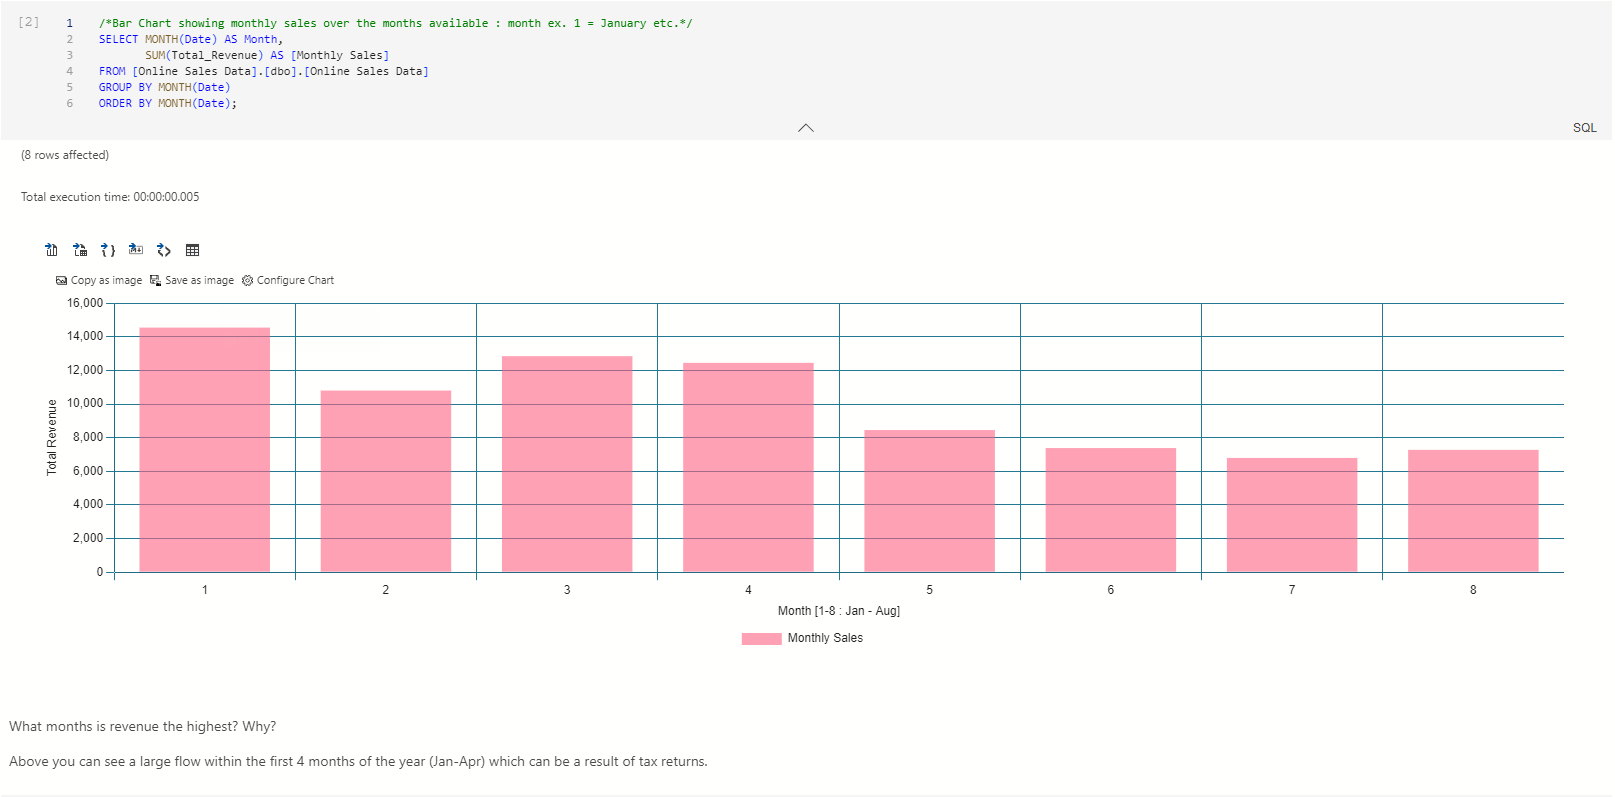 [2]
1 /*Bar Chart showing monthly sales over the months available : month ex. 1 = January etc.*/
2 SELECT MONTH(Date) AS Month,
3        SUM(Total_Revenue) AS [Monthly Sales]
4 FROM [Online Sales Data].[dbo].[Online Sales Data]
5 GROUP BY MONTH(Date)
6 ORDER BY MONTH(Date);
SQL
(8 rows affected)
Total execution time: 00:00:00.005
Copy as image Save as image Configure Chart
Total Revenue
16,000
14,000
12,000
10,000
8,000
6,000
4,000
2,000
0
1 2 3 4 5 6 7 8
Month [1-8 : Jan - Aug]
Monthly Sales
What months is revenue the highest? Why?
Above you can see a large flow within the first 4 months of the year (Jan-Apr) which can be a result of tax returns.